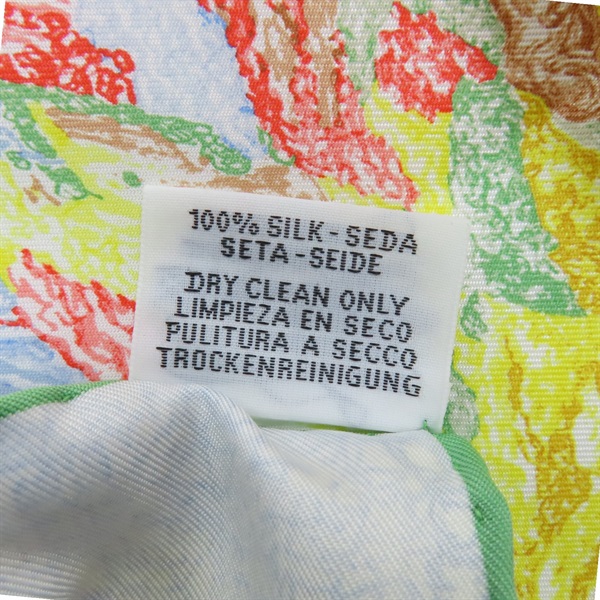 100% SILK - SEDA
SETA - SEIDE
DRY CLEAN ONLY
LIMPIEZA EN SECO
PULITURA A SECCO
TROCKENREINIGUNG